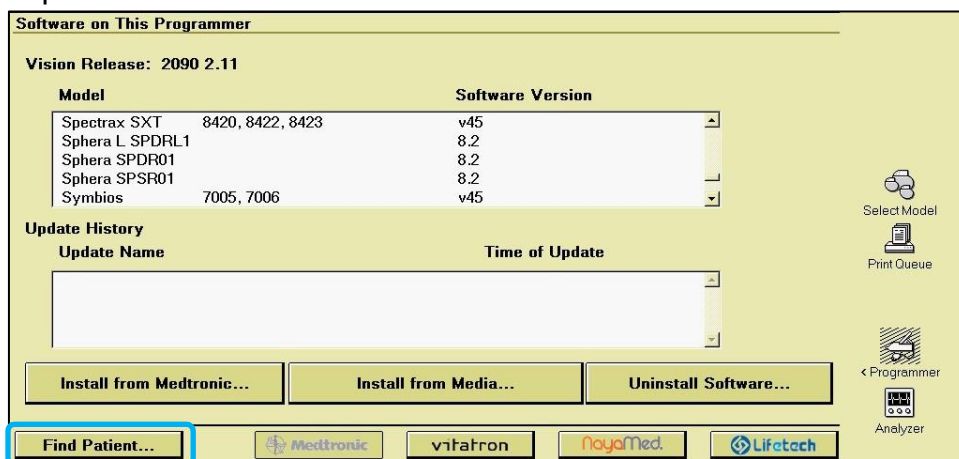 Software on This Programmer
Vision Release: 2090 2.11
Model Software Version
Spectrax SXT 8420, 8422, 8423 v45
Sphera L SPDRL1 8.2
Sphera SPDR01 8.2
Sphera SPSR01 8.2
Symbios 7005, 7006 v45
Update History
Update Name Time of Update
Install from Medtronic... Install from Media... Uninstall Software...
Find Patient... Medtronic vitatron NayaMed. Lifetech
Select Model
Print Queue
< Programmer
Analyzer